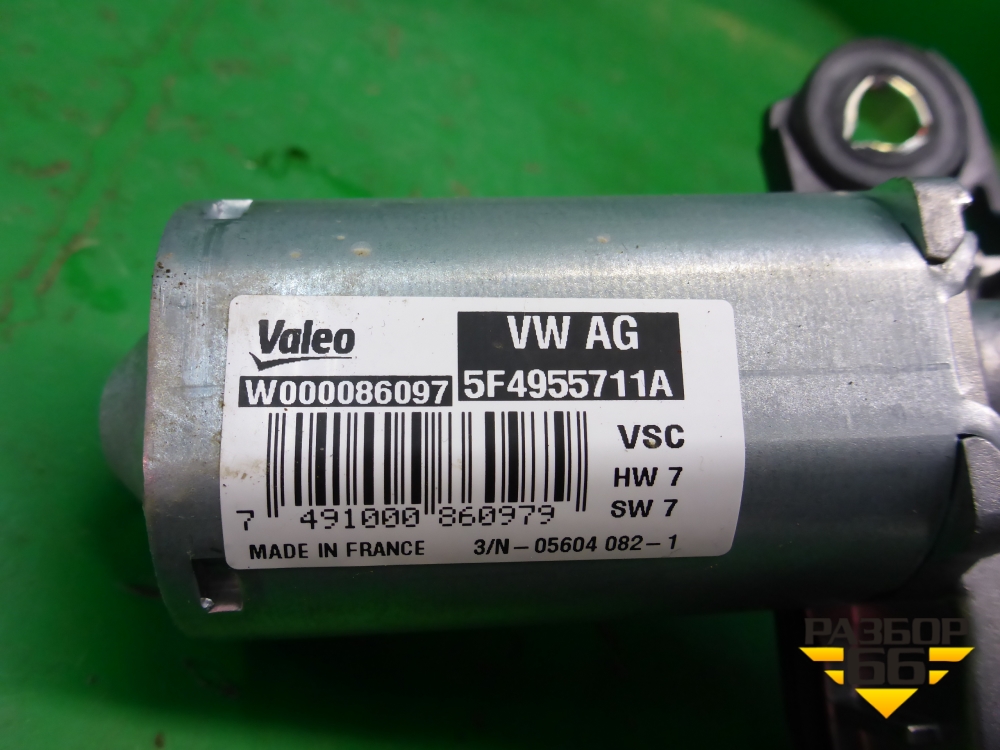 Valeo
VW AG
W000086097
5F4955711A
VSC
HW 7
SW 7
7 491000 860979
MADE IN FRANCE 3/N-05604 082-1
РАЗБОР
66